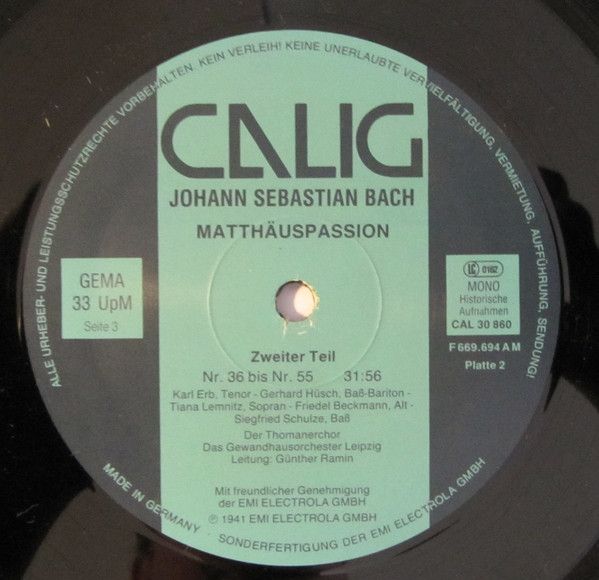 ALLE URHEBER- UND LEISTUNGSSCHUTZRECHTE VORBEHALTEN. KEIN VERLEIH! KEINE UNERLAUBTE VERVIELFÄLTIGUNG, VERMIETUNG, AUFFÜHRUNG, SENDUNG!
CALIG
JOHANN SEBASTIAN BACH
MATTHÄUSPASSION
GEMA
33 UpM
Seite 3
LC 0162
MONO
Historische
Aufnahmen
CAL 30 860
F 669.694 A M
Platte 2
Zweiter Teil
Nr. 36 bis Nr. 55 31:56
Karl Erb, Tenor - Gerhard Hüsch, Baß-Bariton -
Tiana Lemnitz, Sopran - Friedel Beckmann, Alt -
Siegfried Schulze, Baß
Der Thomanerchor
Das Gewandhausorchester Leipzig
Leitung: Günther Ramin
Mit freundlicher Genehmigung
der EMI ELECTROLA GMBH
Ⓟ 1941 EMI ELECTROLA GMBH
MADE IN GERMANY
SONDERFERTIGUNG DER EMI ELECTROLA GMBH